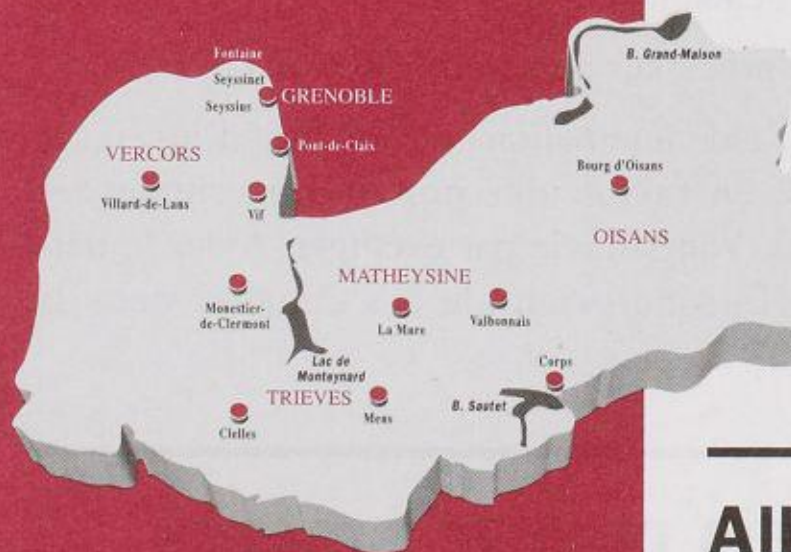 B. Grand-Maison
Fontaine
Seyssinet
GRENOBLE
Seyssins
Pont-de-Claix
VERCORS
Bourg d'Oisans
Villard-de-Lans
Vif
OISANS
MATHEYSINE
Monestier-
de-Clermont
La Mure
Valbonnais
Lac de
Monteynard
Corps
TRIEVES
B. Sautet
Mens
Clelles